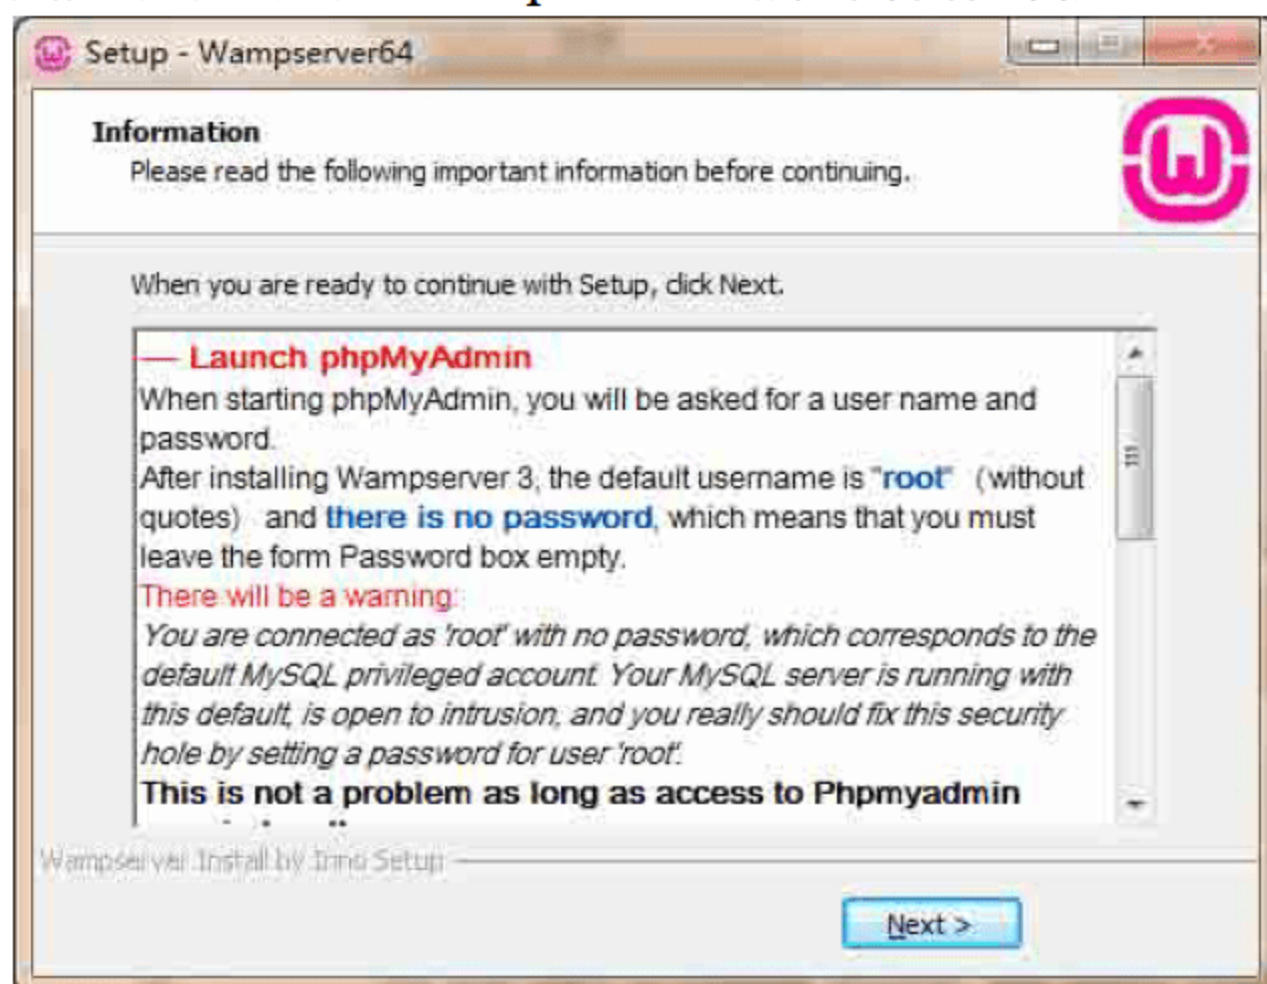 Setup - Wampserver64
Information
Please read the following important information before continuing.
When you are ready to continue with Setup, click Next.
— Launch phpMyAdmin
When starting phpMyAdmin, you will be asked for a user name and
password.
After installing Wampserver 3, the default username is "root" (without
quotes) and there is no password, which means that you must
leave the form Password box empty.
There will be a warning:
You are connected as 'root' with no password, which corresponds to the
default MySQL privileged account. Your MySQL server is running with
this default, is open to intrusion, and you really should fix this security
hole by setting a password for user 'root'.
This is not a problem as long as access to Phpmyadmin
Wampserver Install by Inno Setup
Next >